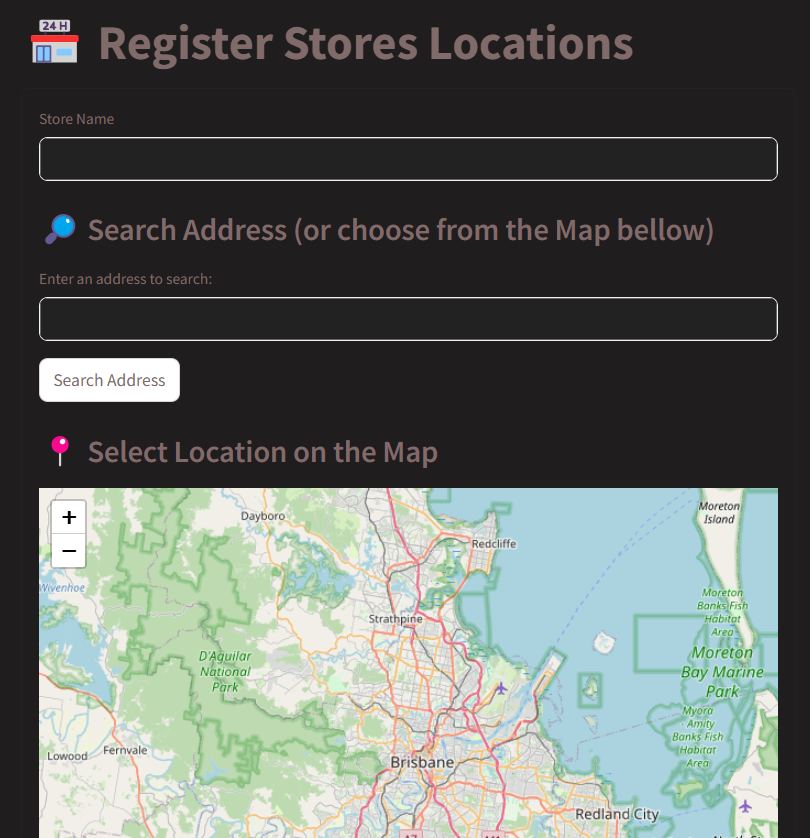 24 H
Register Stores Locations
Store Name
Search Address (or choose from the Map bellow)
Enter an address to search:
Search Address
Select Location on the Map
+
−
Dayboro
Moreton
Island
Redcliffe
Wivenhoe
Moreton
Banks Fish
Habitat
Area
Strathpine
Moreton
Bay Marine
Park
D'Aguilar
National
Park
Myora
Amity
Banks Fish
Habitat
Area
Lowood
Fernvale
Brisbane
Redland City